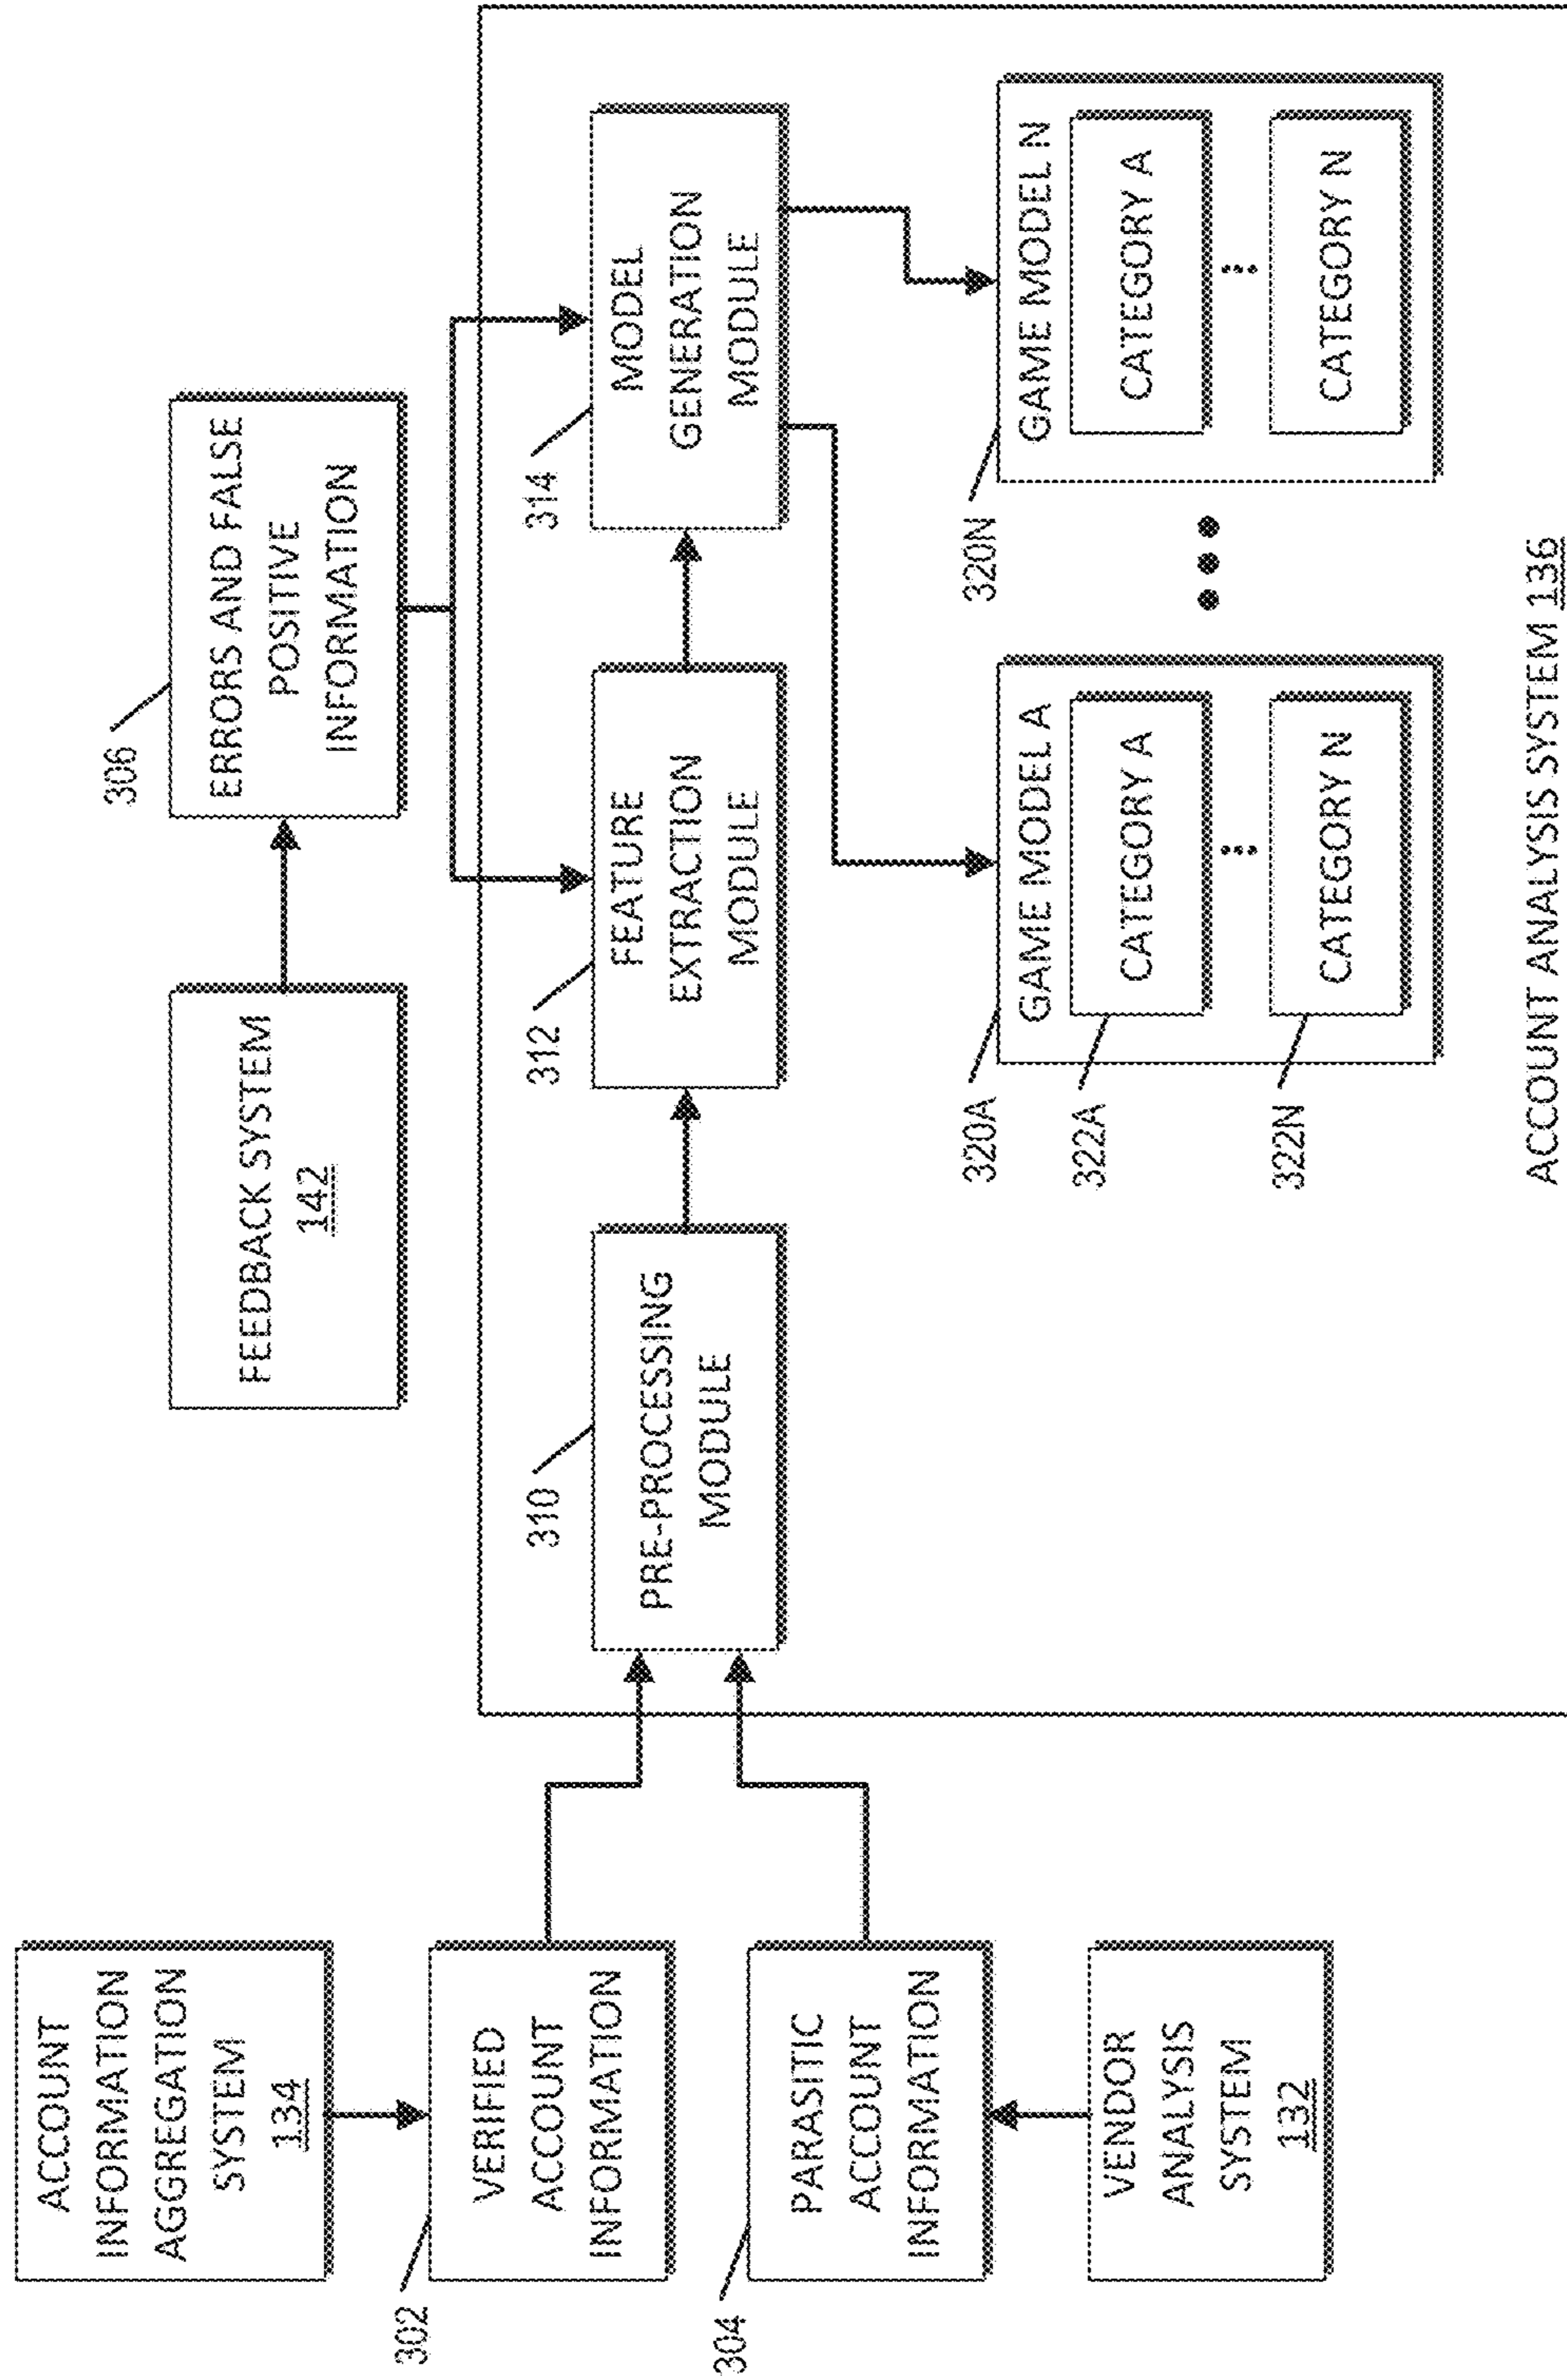 ACCOUNT
INFORMATION
AGGREGATION
SYSTEM
134
302
VERIFIED
ACCOUNT
INFORMATION
304
PARASITIC
ACCOUNT
INFORMATION
VENDOR
ANALYSIS
SYSTEM
132
FEEDBACK SYSTEM
142
306
ERRORS AND FALSE
POSITIVE
INFORMATION
310
PRE-PROCESSING
MODULE
312
FEATURE
EXTRACTION
MODULE
314
MODEL
GENERATION
MODULE
320A
GAME MODEL A
322A
CATEGORY A
322N
CATEGORY N
320N
GAME MODEL N
CATEGORY A
CATEGORY N
ACCOUNT ANALYSIS SYSTEM 136